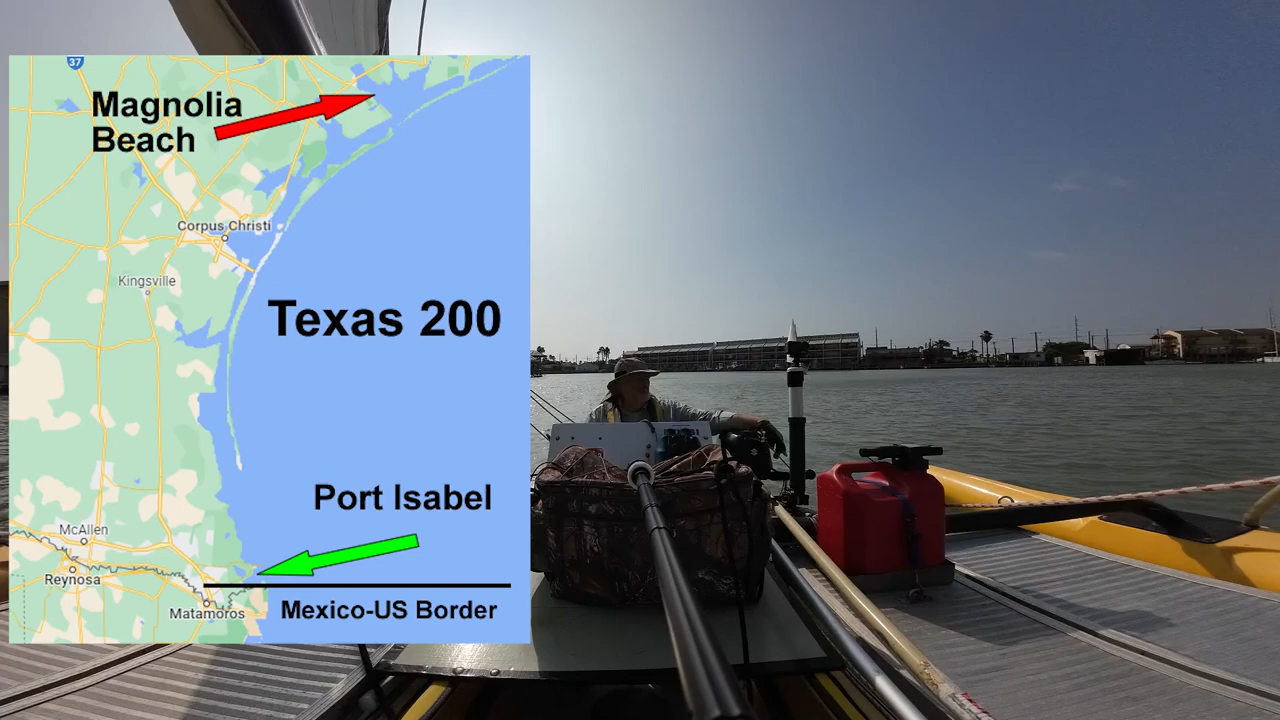 37
Magnolia
Beach
Corpus Christi
Kingsville
Texas 200
Port Isabel
McAllen
Reynosa
Matamoros
Mexico-US Border